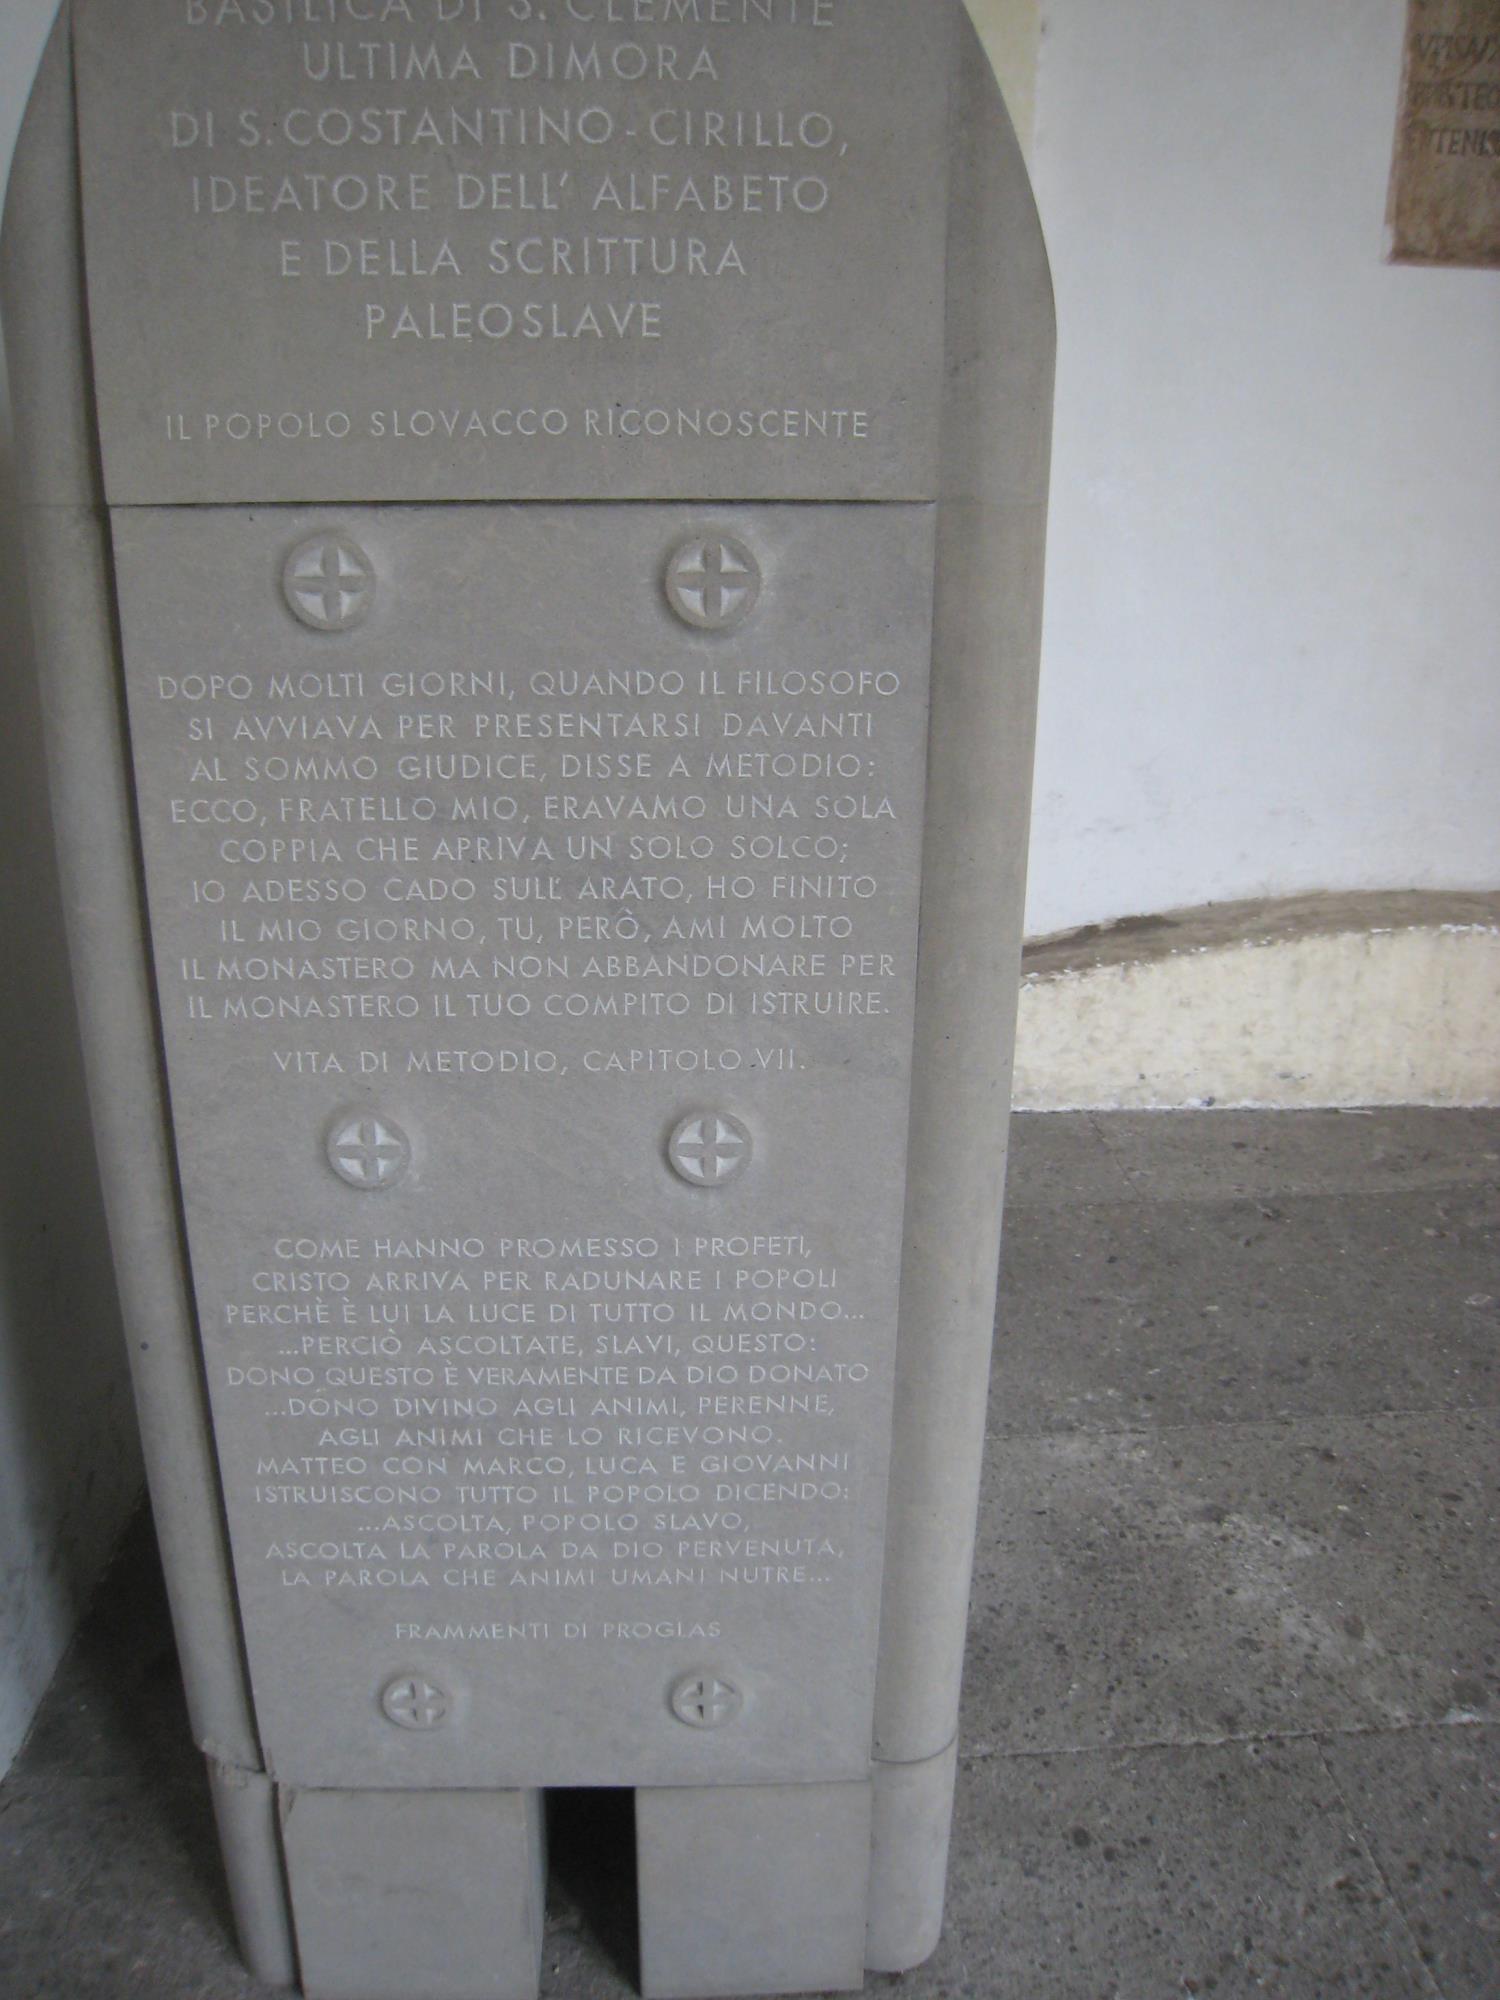 BASILICA DI S. CLEMENTE
ULTIMA DIMORA
DI S. COSTANTINO - CIRILLO,
IDEATORE DELL' ALFABETO
E DELLA SCRITTURA
PALEOSLAVE
IL POPOLO SLOVACCO RICONOSCENTE
DOPO MOLTI GIORNI, QUANDO IL FILOSOFO
SI AVVIAVA PER PRESENTARSI DAVANTI
AL SOMMO GIUDICE, DISSE A METODIO:
ECCO, FRATELLO MIO, ERAVAMO UNA SOLA
COPPIA CHE APRIVA UN SOLO SOLCO;
IO ADESSO CADO SULL' ARATO, HO FINITO
IL MIO GIORNO, TU, PERÒ, AMI MOLTO
IL MONASTERO MA NON ABBANDONARE PER
IL MONASTERO IL TUO COMPITO DI ISTRUIRE.
VITA DI METODIO, CAPITOLO VII.
COME HANNO PROMESSO I PROFETI,
CRISTO ARRIVA PER RADUNARE I POPOLI
PERCHÈ È LUI LA LUCE DI TUTTO IL MONDO...
...PERCIÒ ASCOLTATE, SLAVI, QUESTO:
DONO QUESTO È VERAMENTE DA DIO DONATO
...DONO DIVINO AGLI ANIMI, PERENNE,
AGLI ANIMI CHE LO RICEVONO.
MATTEO CON MARCO, LUCA E GIOVANNI
ISTRUISCONO TUTTO IL POPOLO DICENDO:
...ASCOLTA, POPOLO SLAVO,
ASCOLTA LA PAROLA DA DIO PERVENUTA,
LA PAROLA CHE ANIMI UMANI NUTRE...
FRAMMENTI DI PROGLAS